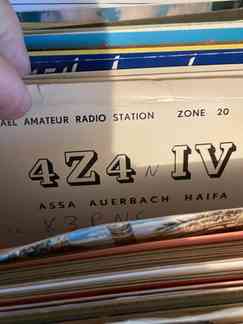 AEL AMATEUR RADIO STATION ZONE 20
4Z4 N IV
ASSA AUERBACH HAIFA